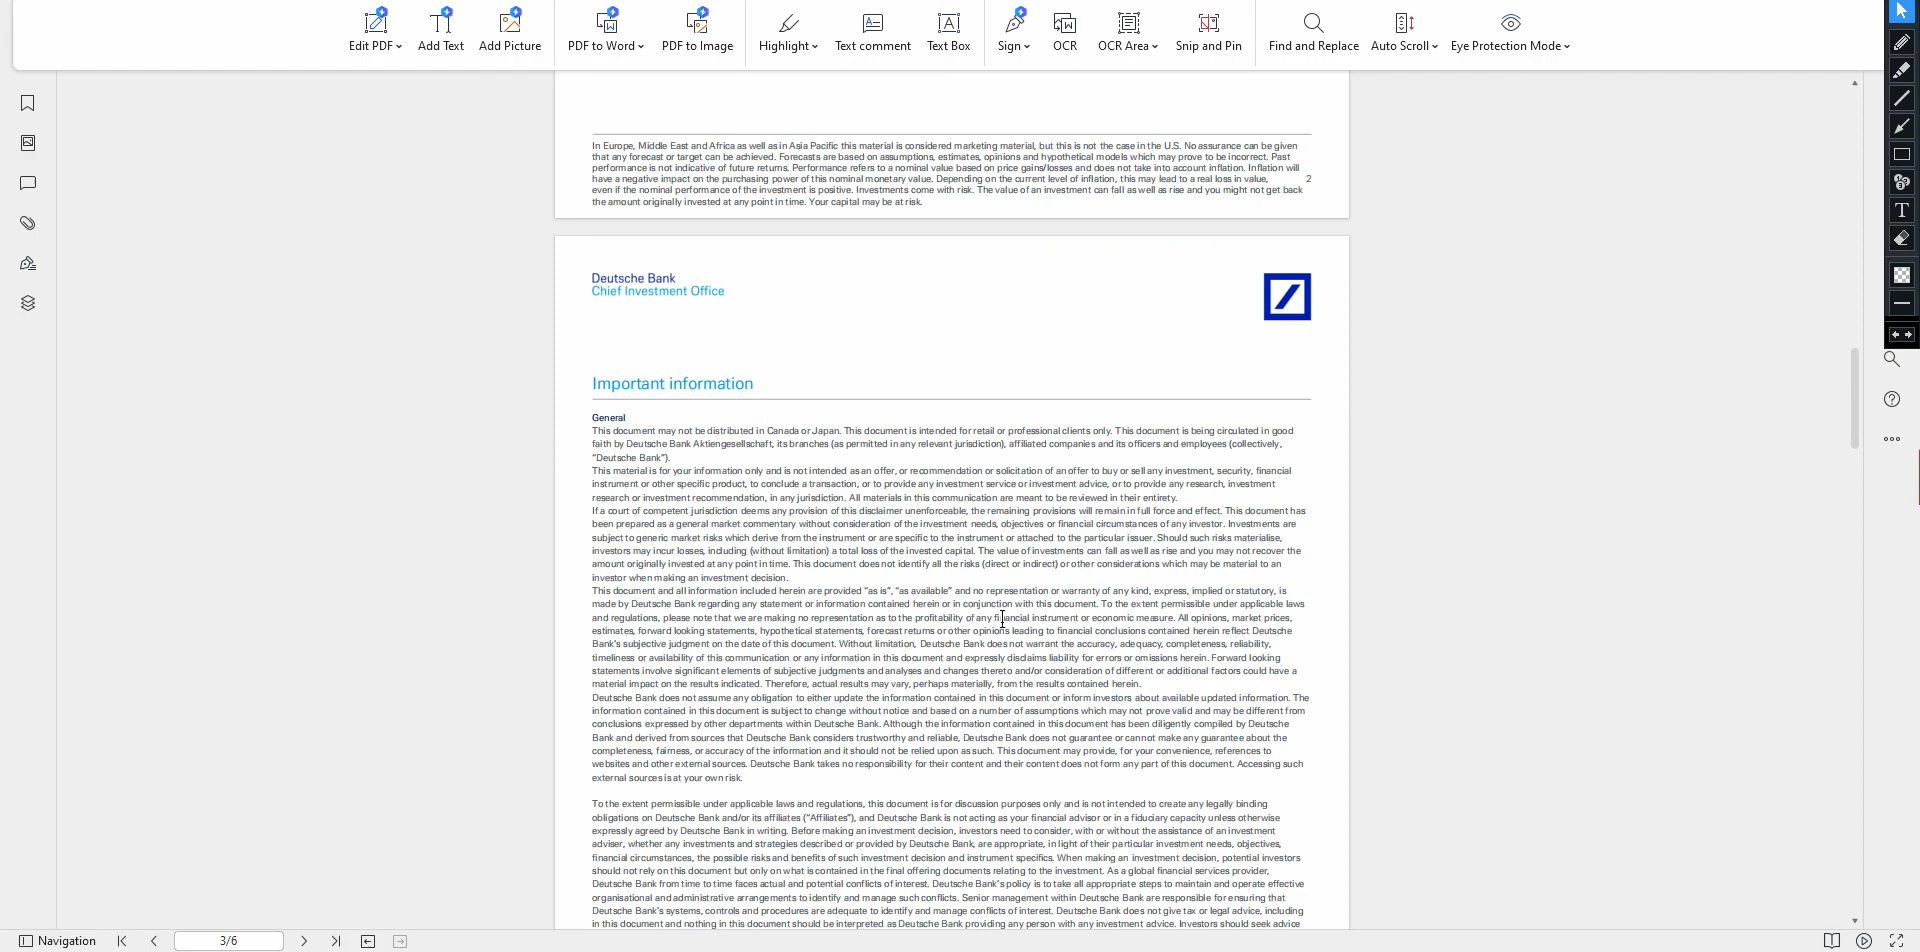 Edit PDF
Add Text
Add Picture
PDF to Word
PDF to Image
Highlight
Text comment
Text Box
Sign
OCR
OCR Area
Snip and Pin
Find and Replace
Auto Scroll
Eye Protection Mode
In Europe, Middle East and Africa as well as in Asia Pacific this material is considered marketing material, but this is not the case in the U.S. No assurance can be given
that any forecast or target can be achieved. Forecasts are based on assumptions, estimates, opinions and hypothetical models which may prove to be incorrect. Past
performance is not indicative of future returns. Performance refers to a nominal value based on price gains/losses and does not take into account inflation. Inflation will
have a negative impact on the purchasing power of this nominal monetary value. Depending on the current level of inflation, this may lead to a real loss in value,
even if the nominal performance of the investment is positive. Investments come with risk. The value of an investment can fall as well as rise and you might not get back
the amount originally invested at any point in time. Your capital may be at risk.
2
Deutsche Bank
Chief Investment Office
Important information
General
This document may not be distributed in Canada or Japan. This document is intended for retail or professional clients only. This document is being circulated in good
faith by Deutsche Bank Aktiengesellschaft, its branches (as permitted in any relevant jurisdiction), affiliated companies and its officers and employees (collectively,
“Deutsche Bank”).
This material is for your information only and is not intended as an offer, or recommendation or solicitation of an offer to buy or sell any investment, security, financial
instrument or other specific product, to conclude a transaction, or to provide any investment service or investment advice, or to provide any research, investment
research or investment recommendation, in any jurisdiction. All materials in this communication are meant to be reviewed in their entirety.
If a court of competent jurisdiction deems any provision of this disclaimer unenforceable, the remaining provisions will remain in full force and effect. This document has
been prepared as a general market commentary without consideration of the investment needs, objectives or financial circumstances of any investor. Investments are
subject to generic market risks which derive from the instrument or are specific to the instrument or attached to the particular issuer. Should such risks materialise,
investors may incur losses, including (without limitation) a total loss of the invested capital. The value of investments can fall as well as rise and you may not recover the
amount originally invested at any point in time. This document does not identify all the risks (direct or indirect) or other considerations which may be material to an
investor when making an investment decision.
This document and all information included herein are provided “as is”, “as available” and no representation or warranty of any kind, express, implied or statutory, is
made by Deutsche Bank regarding any statement or information contained herein or in conjunction with this document. To the extent permissible under applicable laws
and regulations, please note that we are making no representation as to the profitability of any financial instrument or economic measure. All opinions, market prices,
estimates, forward looking statements, hypothetical statements, forecast returns or other opinions leading to financial conclusions contained herein reflect Deutsche
Bank’s subjective judgment on the date of this document. Without limitation, Deutsche Bank does not warrant the accuracy, adequacy, completeness, reliability,
timeliness or availability of this communication or any information in this document and expressly disclaims liability for errors or omissions herein. Forward looking
statements involve significant elements of subjective judgments and analyses and changes thereto and/or consideration of different or additional factors could have a
material impact on the results indicated. Therefore, actual results may vary, perhaps materially, from the results contained herein.
Deutsche Bank does not assume any obligation to either update the information contained in this document or inform investors about available updated information. The
information contained in this document is subject to change without notice and based on a number of assumptions which may not prove valid and may be different from
conclusions expressed by other departments within Deutsche Bank. Although the information contained in this document has been diligently compiled by Deutsche
Bank and derived from sources that Deutsche Bank considers trustworthy and reliable, Deutsche Bank does not guarantee or cannot make any guarantee about the
completeness, fairness, or accuracy of the information and it should not be relied upon as such. This document may provide, for your convenience, references to
websites and other external sources. Deutsche Bank takes no responsibility for their content and their content does not form any part of this document. Accessing such
external sources is at your own risk.
To the extent permissible under applicable laws and regulations, this document is for discussion purposes only and is not intended to create any legally binding
obligations on Deutsche Bank and/or its affiliates (“Affiliates”), and Deutsche Bank is not acting as your financial advisor or in a fiduciary capacity unless otherwise
expressly agreed by Deutsche Bank in writing. Before making an investment decision, investors need to consider, with or without the assistance of an investment
adviser, whether any investments and strategies described or provided by Deutsche Bank, are appropriate, in light of their particular investment needs, objectives,
financial circumstances, the possible risks and benefits of such investment decision and instrument specifics. When making an investment decision, potential investors
should not rely on this document but only on what is contained in the final offering documents relating to the investment. As a global financial services provider,
Deutsche Bank from time to time faces actual and potential conflicts of interest. Deutsche Bank’s policy is to take all appropriate steps to maintain and operate effective
organisational and administrative arrangements to identify and manage such conflicts. Senior management within Deutsche Bank are responsible for ensuring that
Deutsche Bank’s systems, controls and procedures are adequate to identify and manage conflicts of interest. Deutsche Bank does not give tax or legal advice, including
in this document and nothing in this document should be interpreted as Deutsche Bank providing any person with any investment advice. Investors should seek advice
Navigation
3/6